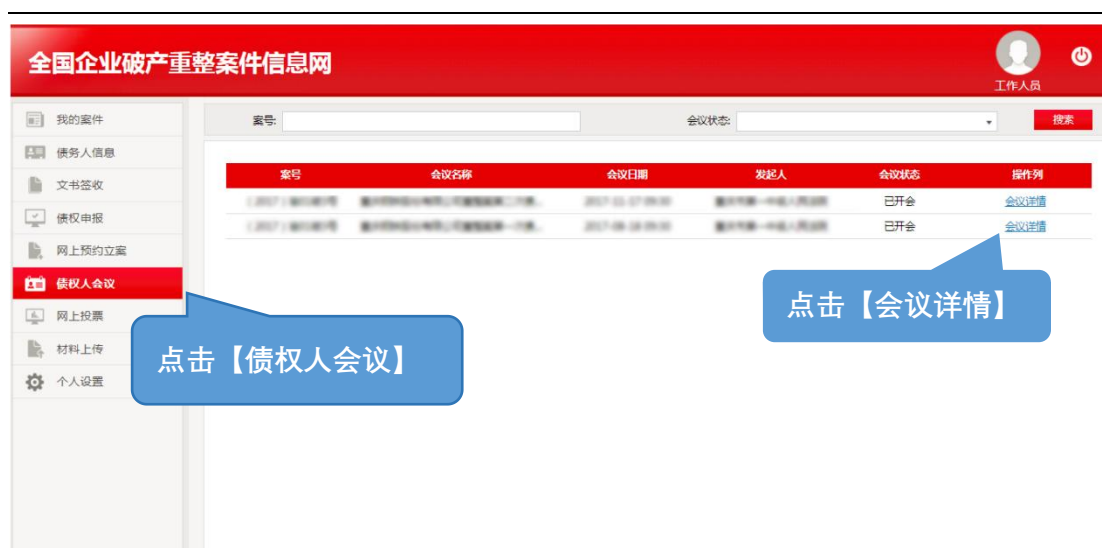 全国企业破产重整案件信息网
工作人员
我的案件
债务人信息
文书签收
债权申报
网上预约立案
债权人会议
网上投票
材料上传
个人设置
案号:
会议状态:
搜索
案号 会议名称 会议日期 发起人 会议状态 操作列
已开会 会议详情
已开会 会议详情
点击【会议详情】
点击【债权人会议】